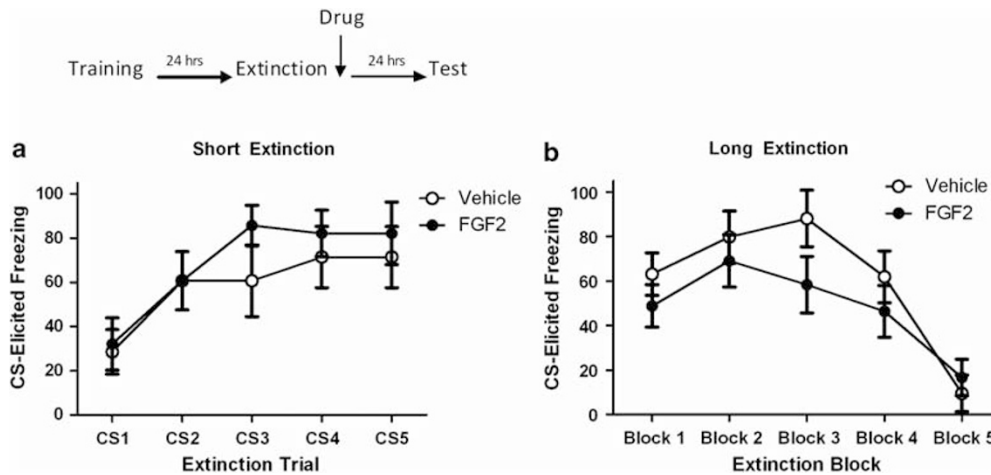 Drug
24 hrs
24 hrs
Training
Extinction
Test
a
Short Extinction
b
Long Extinction
100
80
60
40
20
0
CS-Elicited Freezing
Vehicle
FGF2
CS1
CS2
CS3
CS4
CS5
Extinction Trial
100
80
60
40
20
0
CS-Elicited Freezing
Vehicle
FGF2
Block 1
Block 2
Block 3
Block 4
Block 5
Extinction Block